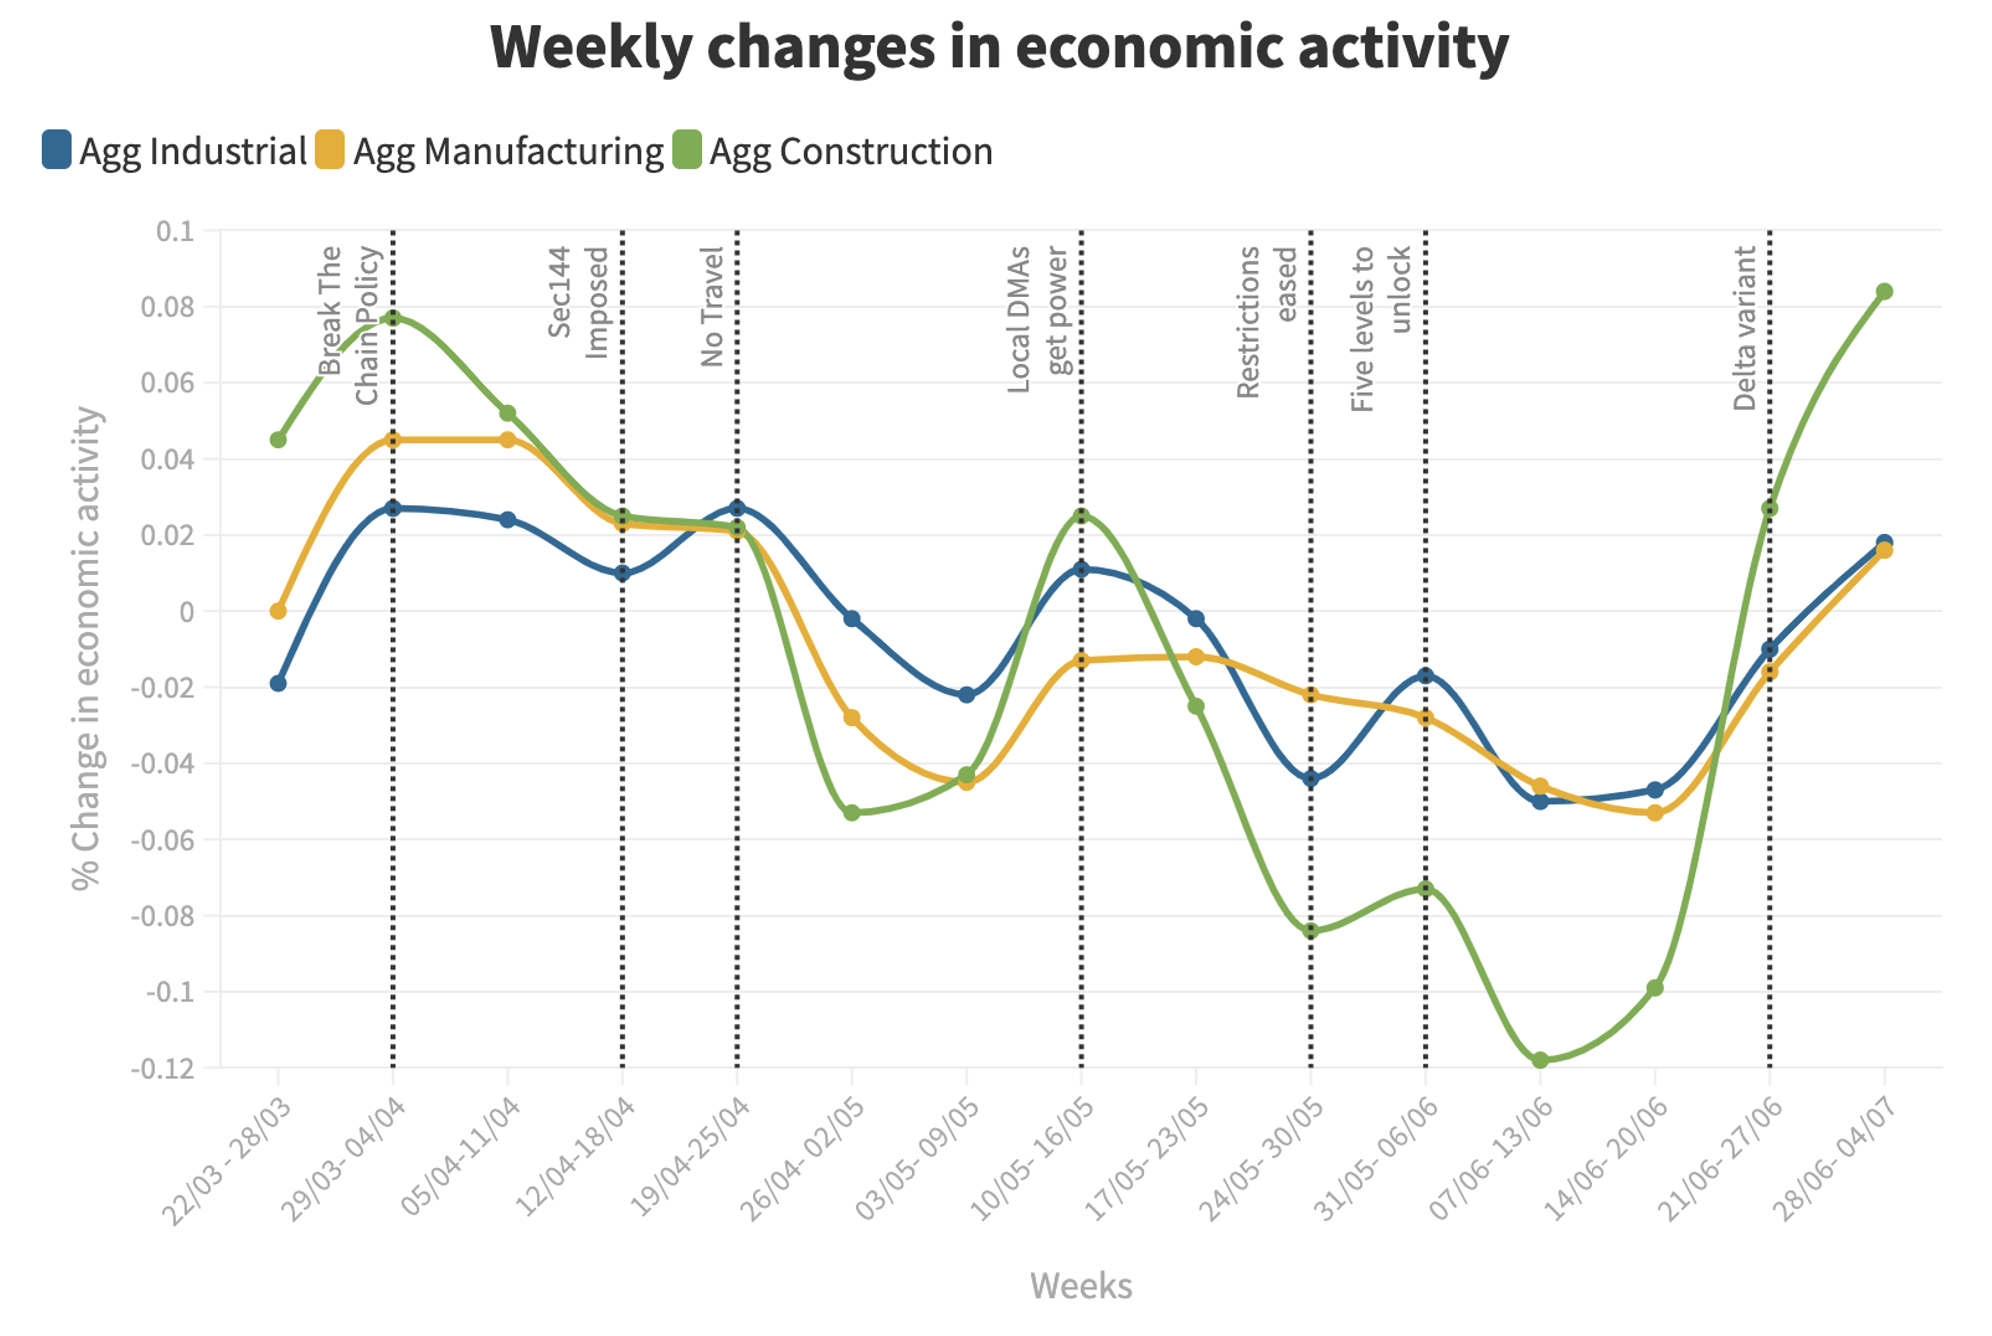 Weekly changes in economic activity
Agg Industrial Agg Manufacturing Agg Construction
% Change in economic activity
0.1
0.08
0.06
0.04
0.02
0
-0.02
-0.04
-0.06
-0.08
-0.1
-0.12
Break The
Chain Policy
Sec144
Imposed
No Travel
Local DMAs
get power
Restrictions
eased
Five levels to
unlock
Delta variant
22/03 - 28/03
29/03- 04/04
05/04-11/04
12/04-18/04
19/04-25/04
26/04- 02/05
03/05- 09/05
10/05- 16/05
17/05- 23/05
24/05- 30/05
31/05- 06/06
07/06- 13/06
14/06- 20/06
21/06- 27/06
28/06- 04/07
Weeks